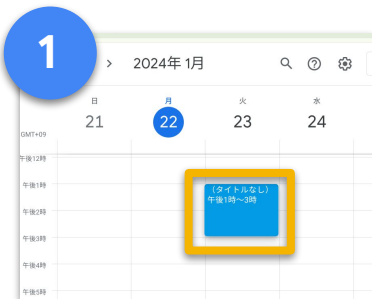 1
2024年 1月
日 月 火 水
21 22 23 24
GMT+09
午後12時
午後1時
（タイトルなし）
午後1時～3時
午後2時
午後3時
午後4時
午後5時